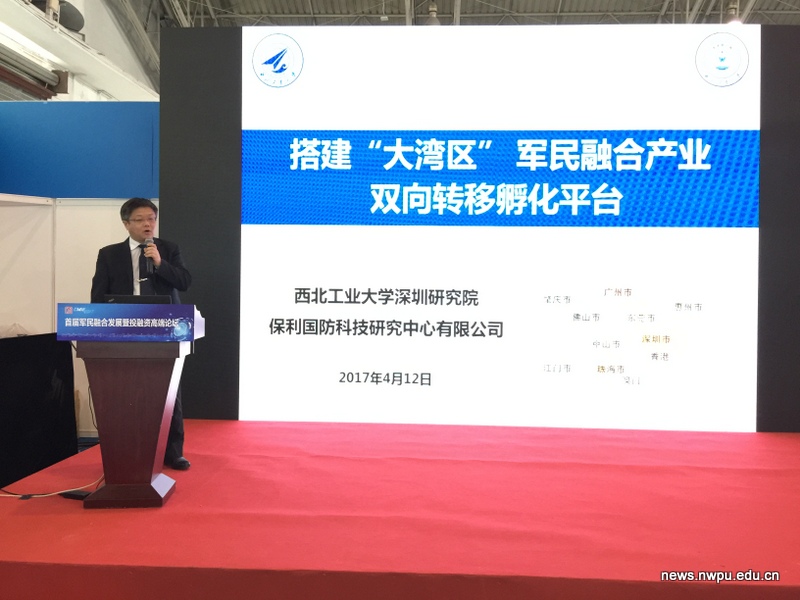 搭建“大湾区” 军民融合产业
双向转移孵化平台
西北工业大学深圳研究院
保利国防科技研究中心有限公司
2017年4月12日
肇庆市
广州市
惠州市
佛山市
东莞市
中山市
深圳市
香港
江门市
珠海市
澳门
首届军民融合发展暨投融资高端论坛
news.nwpu.edu.cn